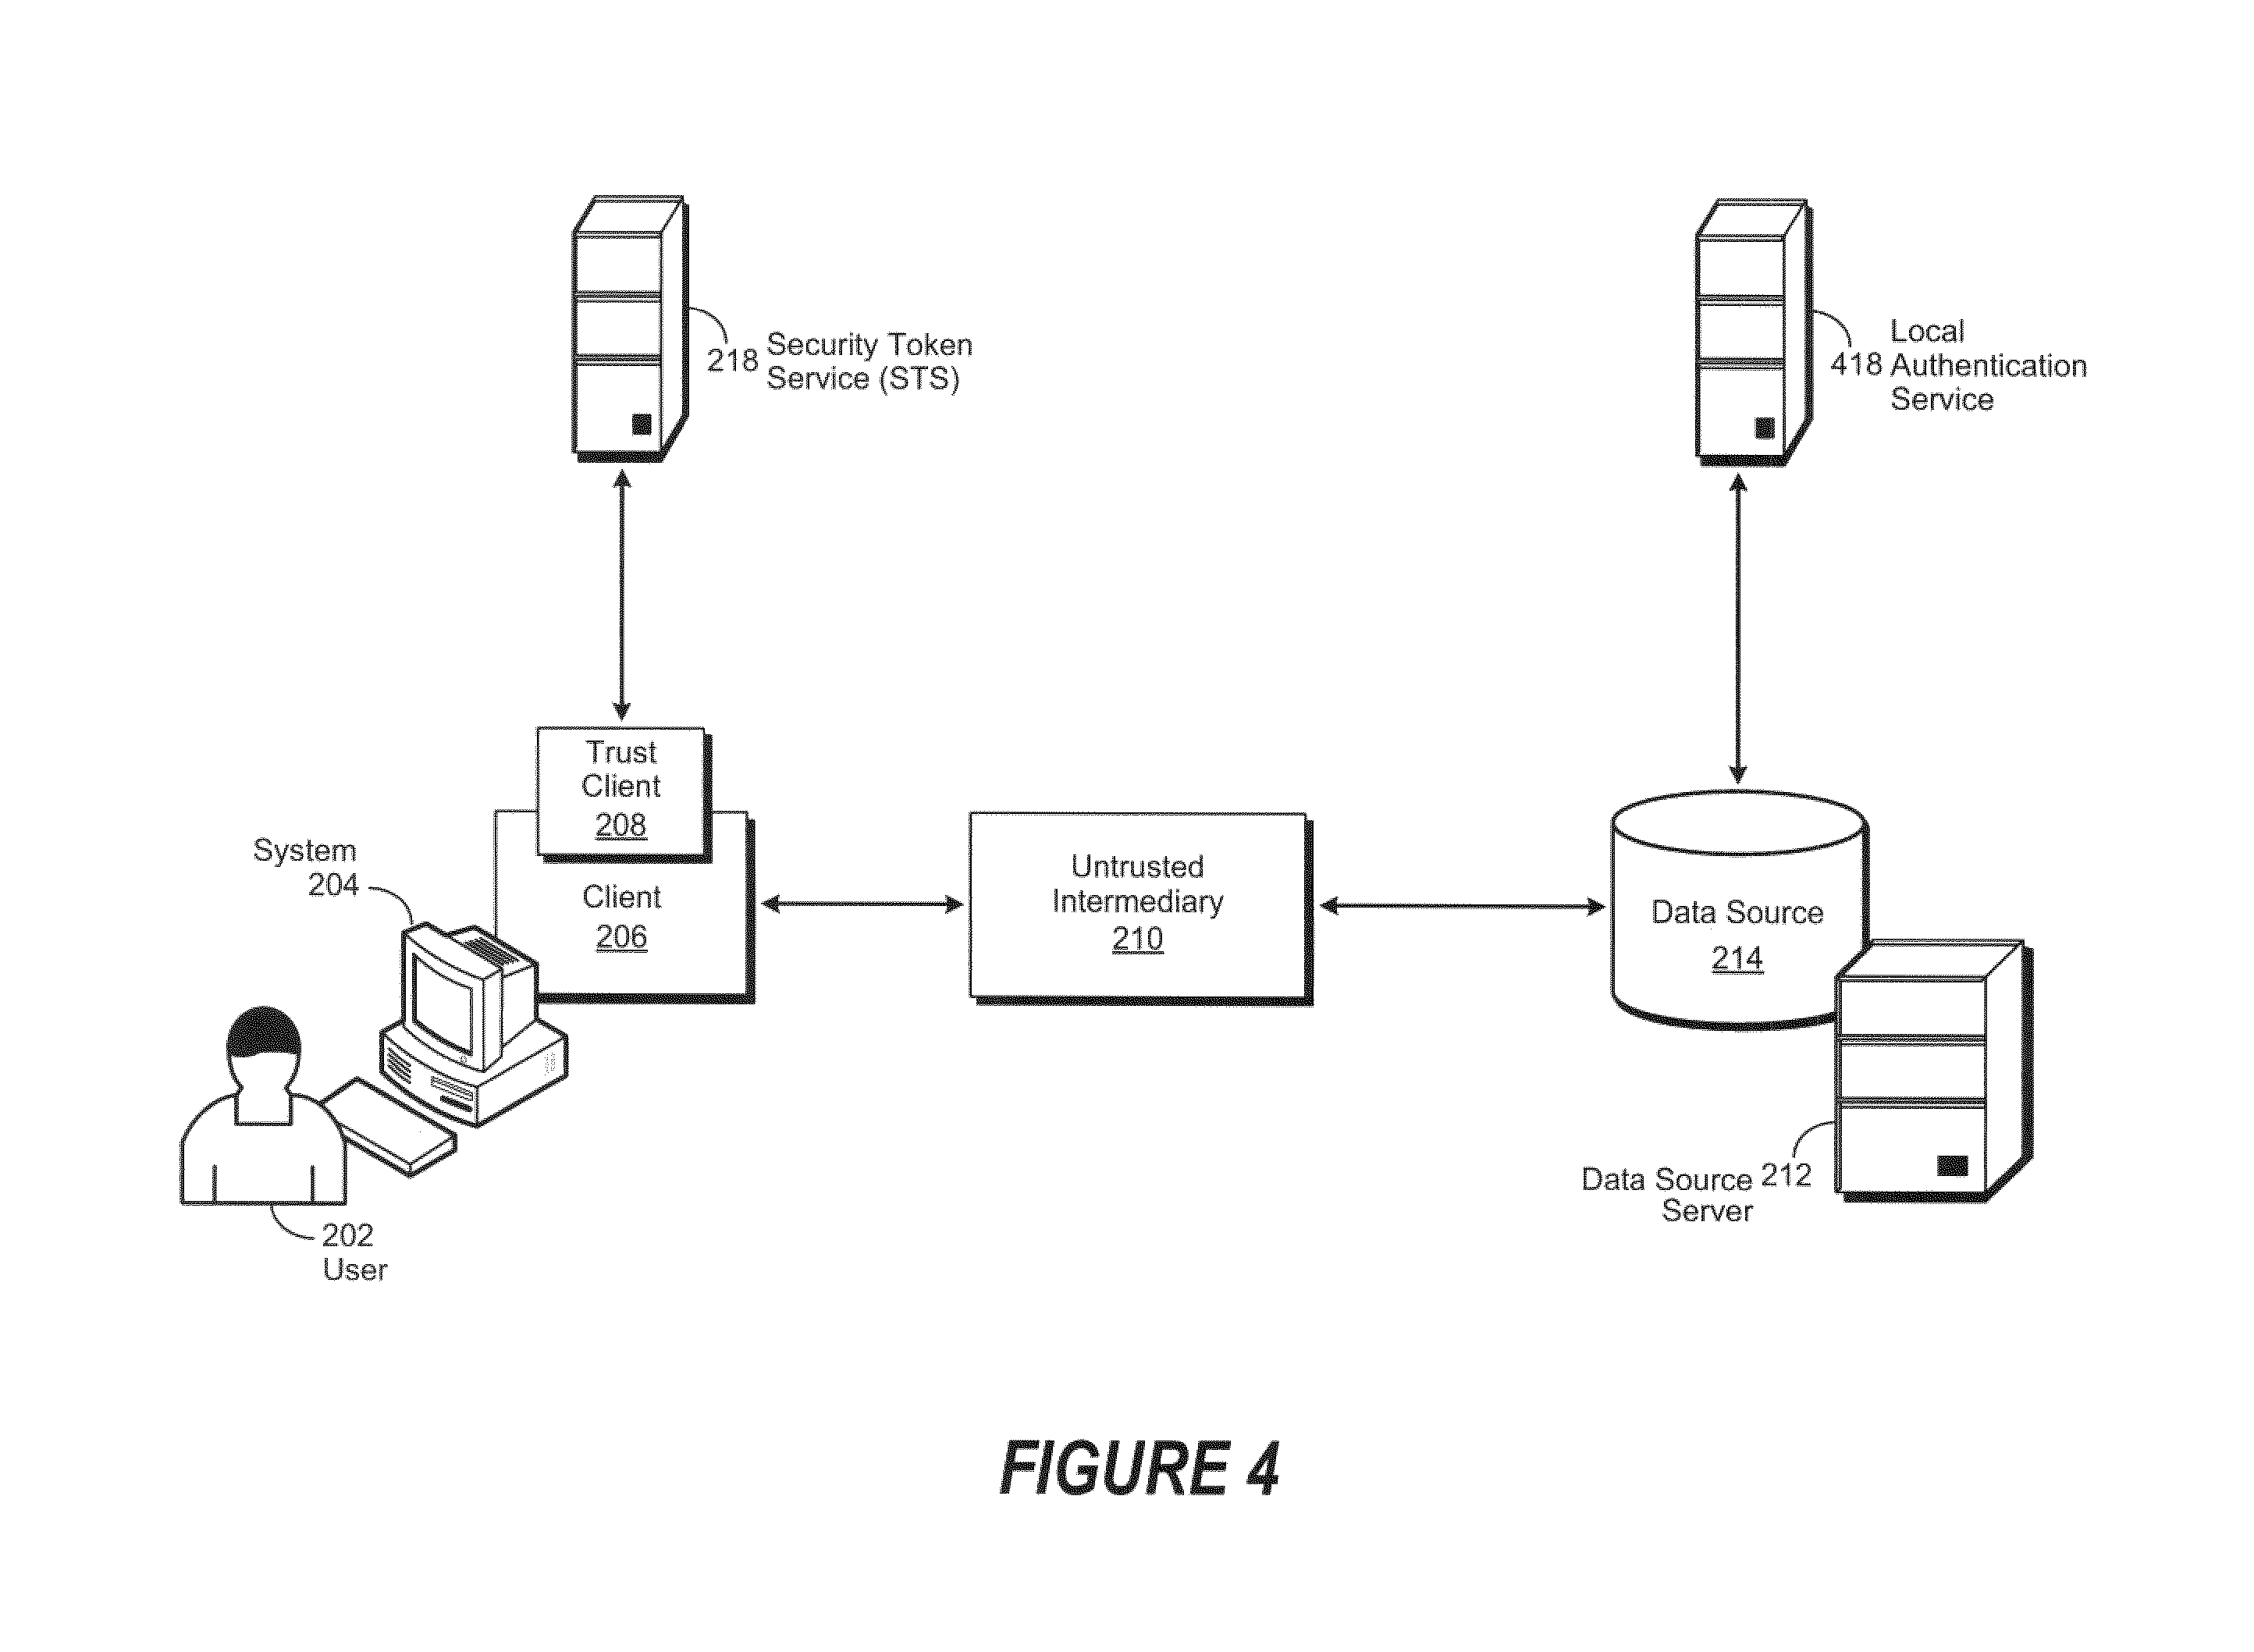 218 Security Token
Service (STS)
Local
418 Authentication
Service
Trust
Client
208
System
204
Client
206
Untrusted
Intermediary
210
Data Source
214
Data Source 212
Server
202
User
FIGURE 4